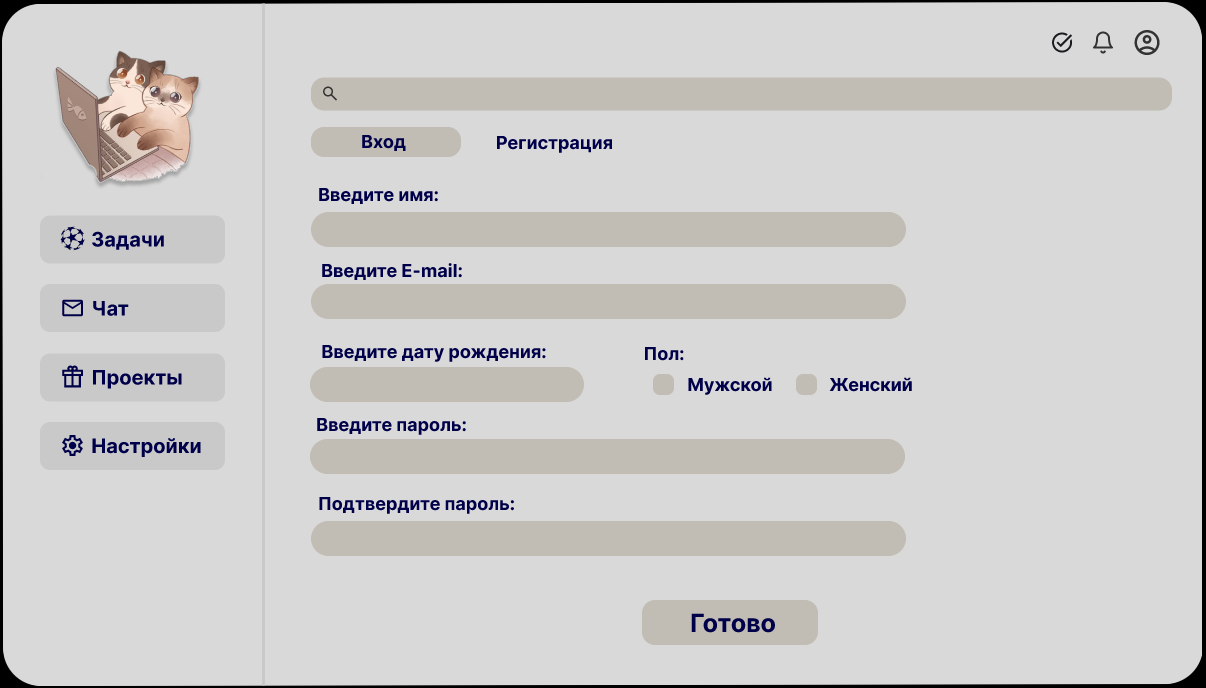 Задачи
Чат
Проекты
Настройки
Вход Регистрация
Введите имя:
Введите E-mail:
Введите дату рождения: Пол:
Мужской Женский
Введите пароль:
Подтвердите пароль:
Готово